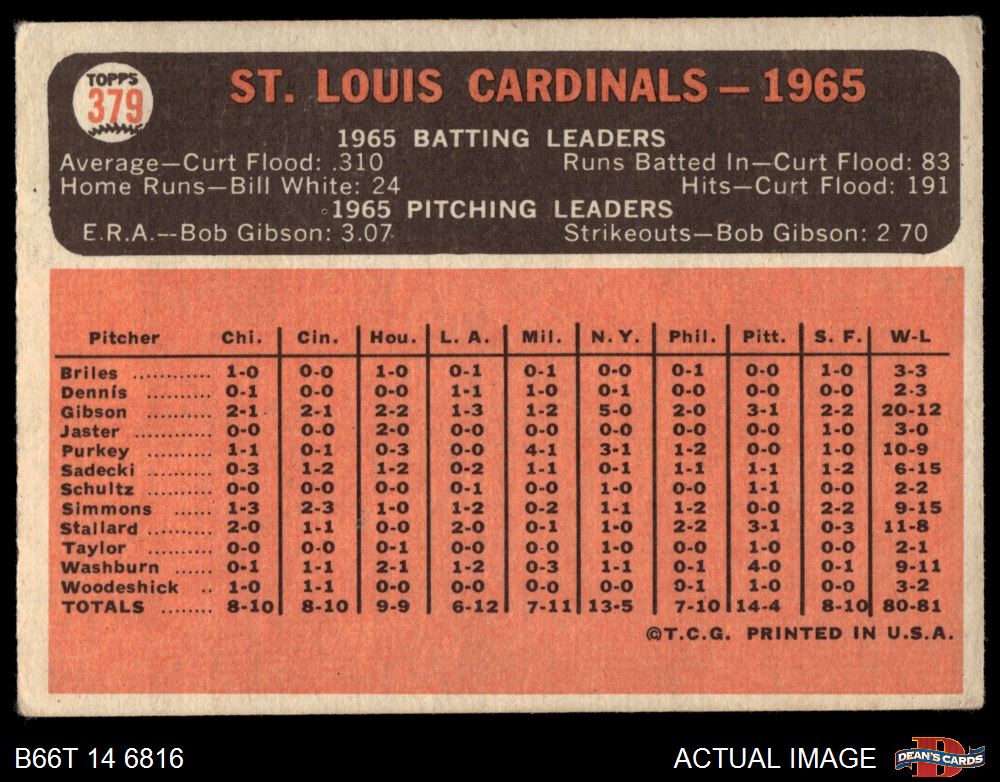 TOPPS
379
ST. LOUIS CARDINALS — 1965
1965 BATTING LEADERS
Average—Curt Flood: .310 Runs Batted In—Curt Flood: 83
Home Runs—Bill White: 24 Hits—Curt Flood: 191
1965 PITCHING LEADERS
E.R.A.--Bob Gibson: 3.07 Strikeouts—Bob Gibson: 2 70
Pitcher Chi. Cin. Hou. L. A. Mil. N. Y. Phil. Pitt. S. F. W-L
Briles ............ 1-0 0-0 1-0 0-1 0-1 0-0 0-1 0-0 1-0 3-3
Dennis .......... 0-1 0-0 0-0 1-1 1-0 0-1 0-0 0-0 0-0 2-3
Gibson .......... 2-1 2-1 2-2 1-3 1-2 5-0 2-0 3-1 2-2 20-12
Jaster ............ 0-0 0-0 2-0 0-0 0-0 0-0 0-0 0-0 1-0 3-0
Purkey .......... 1-1 0-1 0-3 0-0 4-1 3-1 1-2 0-0 1-0 10-9
Sadecki ......... 0-3 1-2 1-2 0-2 1-1 0-1 1-1 1-1 1-2 6-15
Schultz .......... 0-0 0-0 0-0 0-1 0-0 1-0 0-0 1-1 0-0 2-2
Simmons ...... 1-3 2-3 1-0 1-2 0-2 1-1 1-2 0-0 2-2 9-15
Stallard ......... 2-0 1-1 0-0 2-0 0-1 1-0 2-2 3-1 0-3 11-8
Taylor ........... 0-0 0-0 0-1 0-0 0-0 1-0 0-0 1-0 0-0 2-1
Washburn ...... 0-1 1-1 2-1 1-2 0-3 1-1 0-1 4-0 0-1 9-11
Woodeshick .. 1-0 1-1 0-0 0-0 0-0 0-0 0-1 1-0 0-0 3-2
TOTALS ........ 8-10 8-10 9-9 6-12 7-11 13-5 7-10 14-4 8-10 80-81
©T.C.G. PRINTED IN U.S.A.
B66T 14 6816 ACTUAL IMAGE
D
DEAN'S CARDS